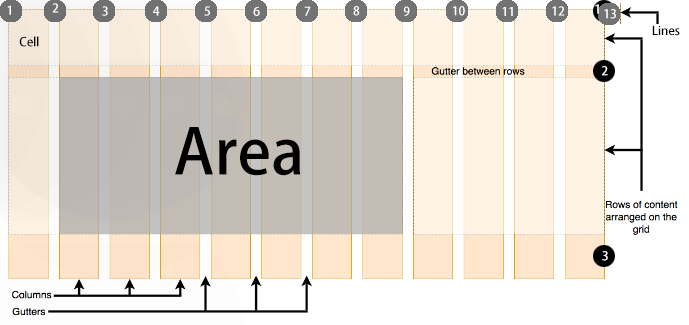 1 2 3 4 5 6 7 8 9 10 11 12 13
Lines
Cell
Gutter between rows
2
Area
Rows of content
arranged on the
grid
3
Columns
Gutters